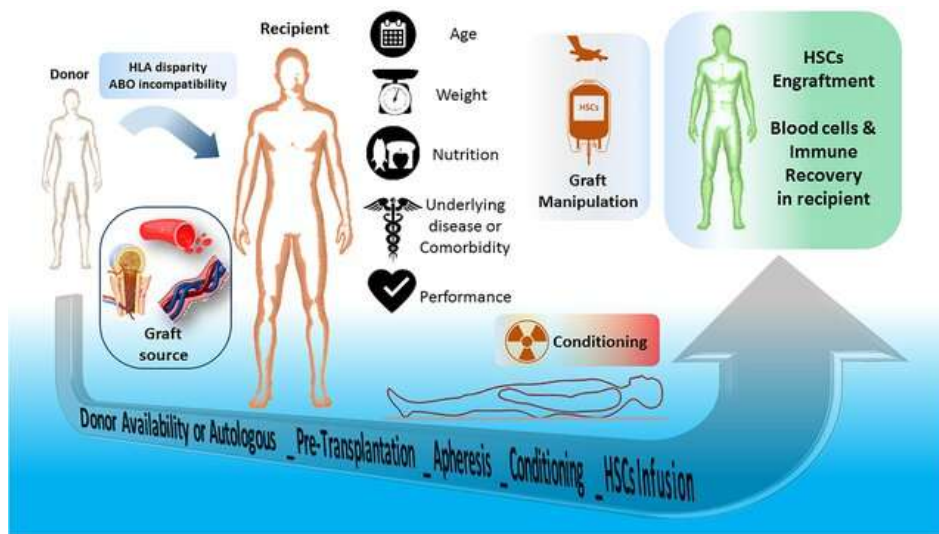 Donor
HLA disparity
ABO incompatibility
Recipient
Graft
source
Age
Weight
Nutrition
Underlying
disease or
Comorbidity
Performance
HSCs
Graft
Manipulation
HSCs
Engraftment
Blood cells &
Immune
Recovery
in recipient
Conditioning
Donor Availability or Autologous _Pre-Transplantation _Apheresis _Conditioning _HSCs Infusion